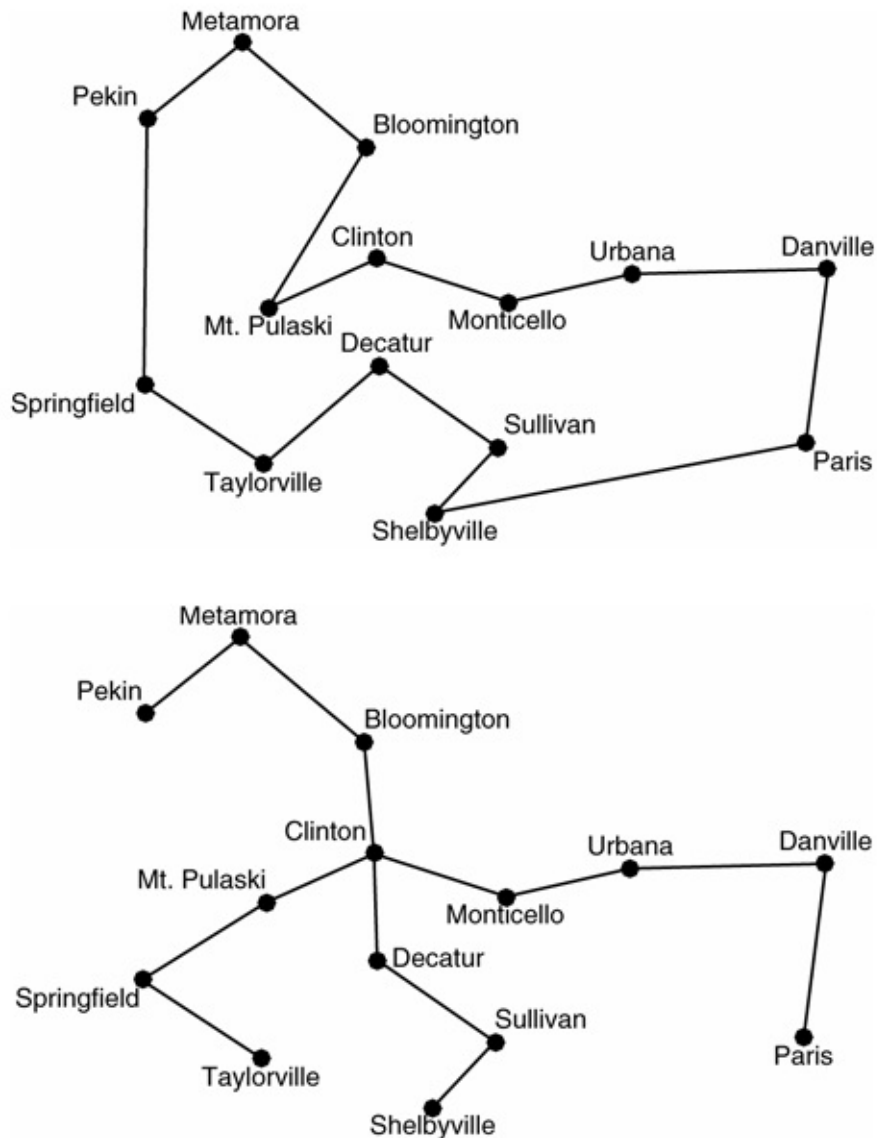 Metamora
Pekin
Bloomington
Clinton
Urbana
Danville
Monticello
Mt. Pulaski
Decatur
Springfield
Sullivan
Paris
Taylorville
Shelbyville
Metamora
Pekin
Bloomington
Clinton
Urbana
Danville
Mt. Pulaski
Monticello
Decatur
Springfield
Sullivan
Paris
Taylorville
Shelbyville